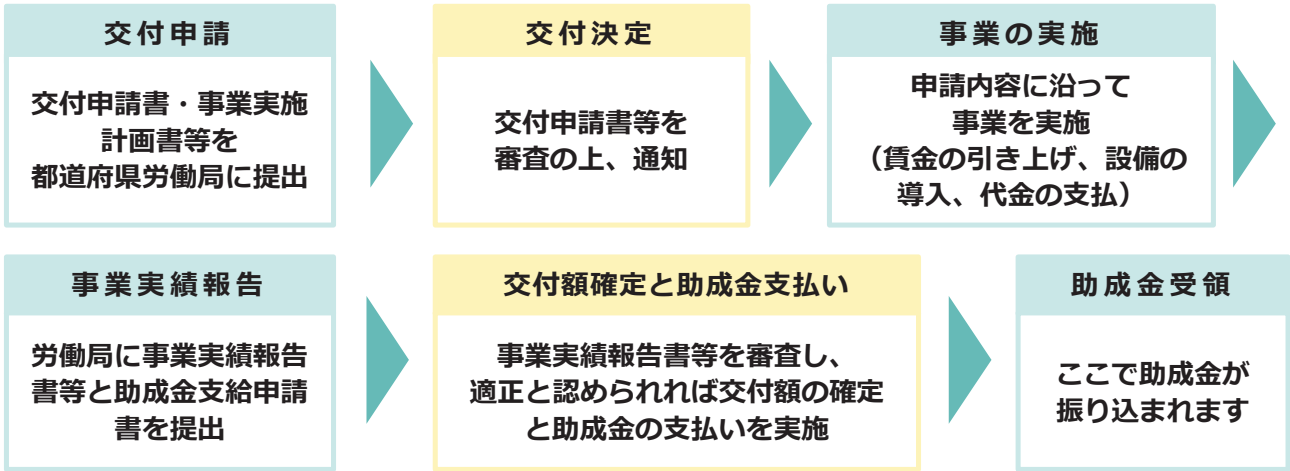 交付申請
交付申請書・事業実施
計画書等を
都道府県労働局に提出
交付決定
交付申請書等を
審査の上、通知
事業の実施
申請内容に沿って
事業を実施
（賃金の引き上げ、設備の
導入、代金の支払）
事業実績報告
労働局に事業実績報告
書等と助成金支給申請
書を提出
交付額確定と助成金支払い
事業実績報告書等を審査し、
適正と認められれば交付額の確定
と助成金の支払いを実施
助成金受領
ここで助成金が
振り込まれます